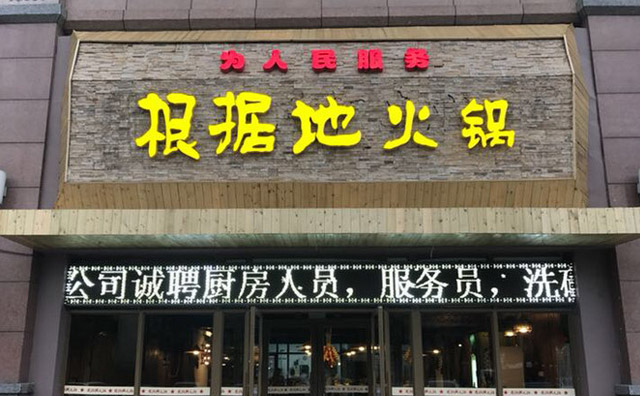 为人民服务
根据地火锅
公司诚聘厨房人员，服务员，洗